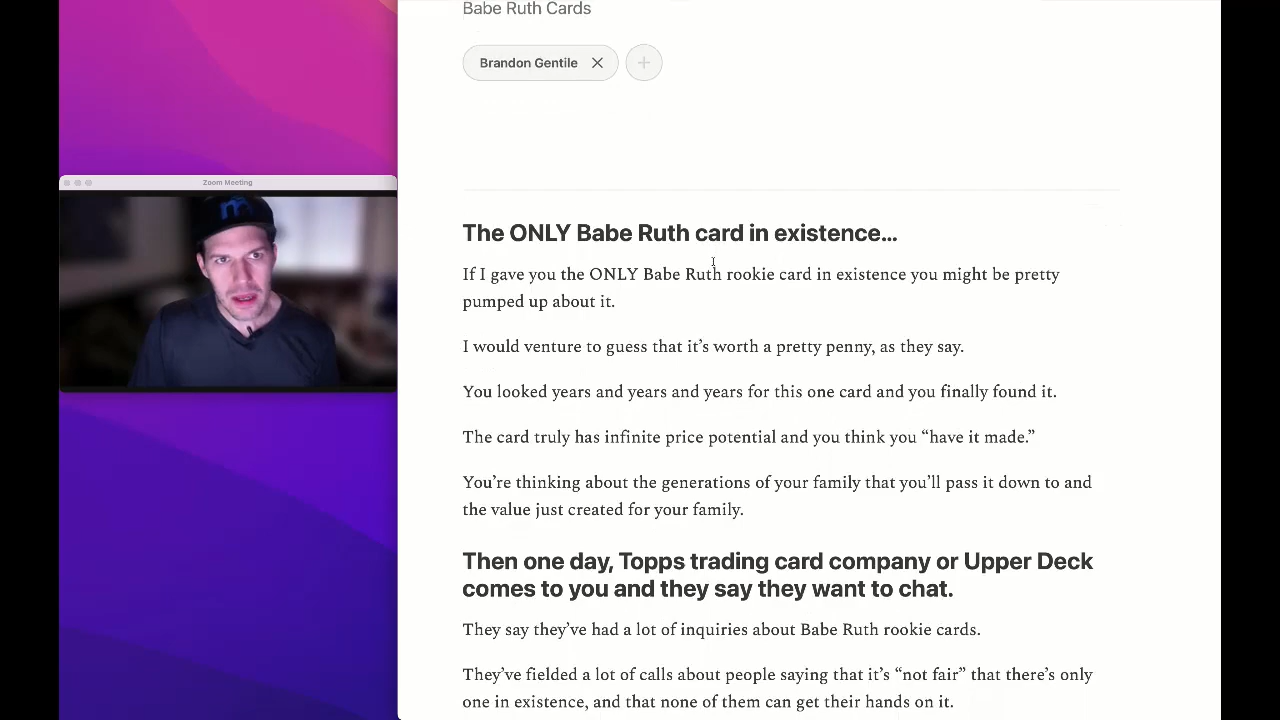 Babe Ruth Cards
Brandon Gentile
Zoom Meeting
The ONLY Babe Ruth card in existence…
If I gave you the ONLY Babe Ruth rookie card in existence you might be pretty
pumped up about it.
I would venture to guess that it’s worth a pretty penny, as they say.
You looked years and years and years for this one card and you finally found it.
The card truly has infinite price potential and you think you “have it made.”
You’re thinking about the generations of your family that you’ll pass it down to and
the value just created for your family.
Then one day, Topps trading card company or Upper Deck
comes to you and they say they want to chat.
They say they’ve had a lot of inquiries about Babe Ruth rookie cards.
They’ve fielded a lot of calls about people saying that it’s “not fair” that there’s only
one in existence, and that none of them can get their hands on it.